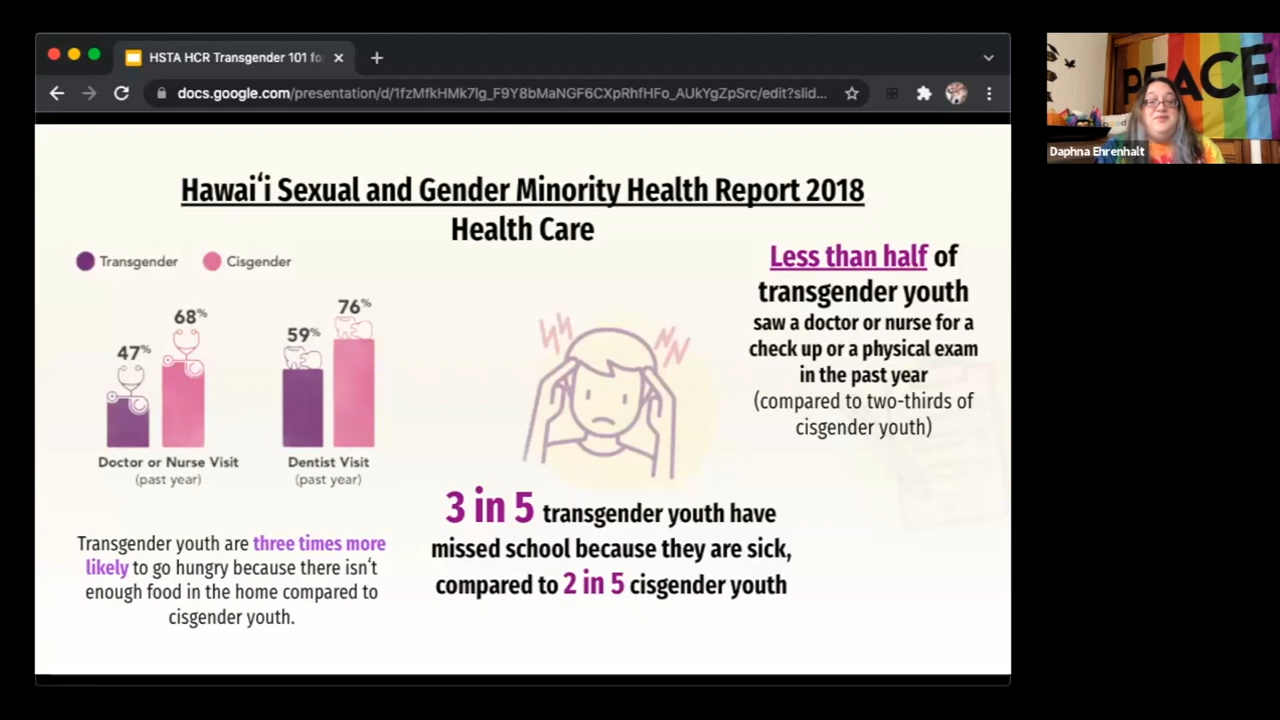 HSTA HCR Transgender 101 fo
docs.google.com/presentation/d/1fzMfkHMk7lg_F9Y8bMaNGF6CXpRhfHFo_AUkYgZpSrc/edit?slid...
PEACE
Daphna Ehrenhalt
Hawaiʻi Sexual and Gender Minority Health Report 2018
Health Care
Transgender
Cisgender
47%
68%
59%
76%
Doctor or Nurse Visit
(past year)
Dentist Visit
(past year)
Transgender youth are three times more
likely to go hungry because there isn't
enough food in the home compared to
cisgender youth.
3 in 5 transgender youth have
missed school because they are sick,
compared to 2 in 5 cisgender youth
Less than half of
transgender youth
saw a doctor or nurse for a
check up or a physical exam
in the past year
(compared to two-thirds of
cisgender youth)